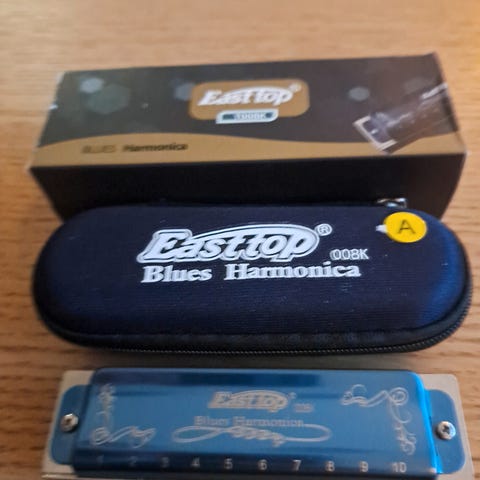 Easttop®
T008K
BLUES Harmonica
Easttop®
008K
Blues Harmonica
A
Easttop
Blues Harmonica
1 2 3 4 5 6 7 8 9 10